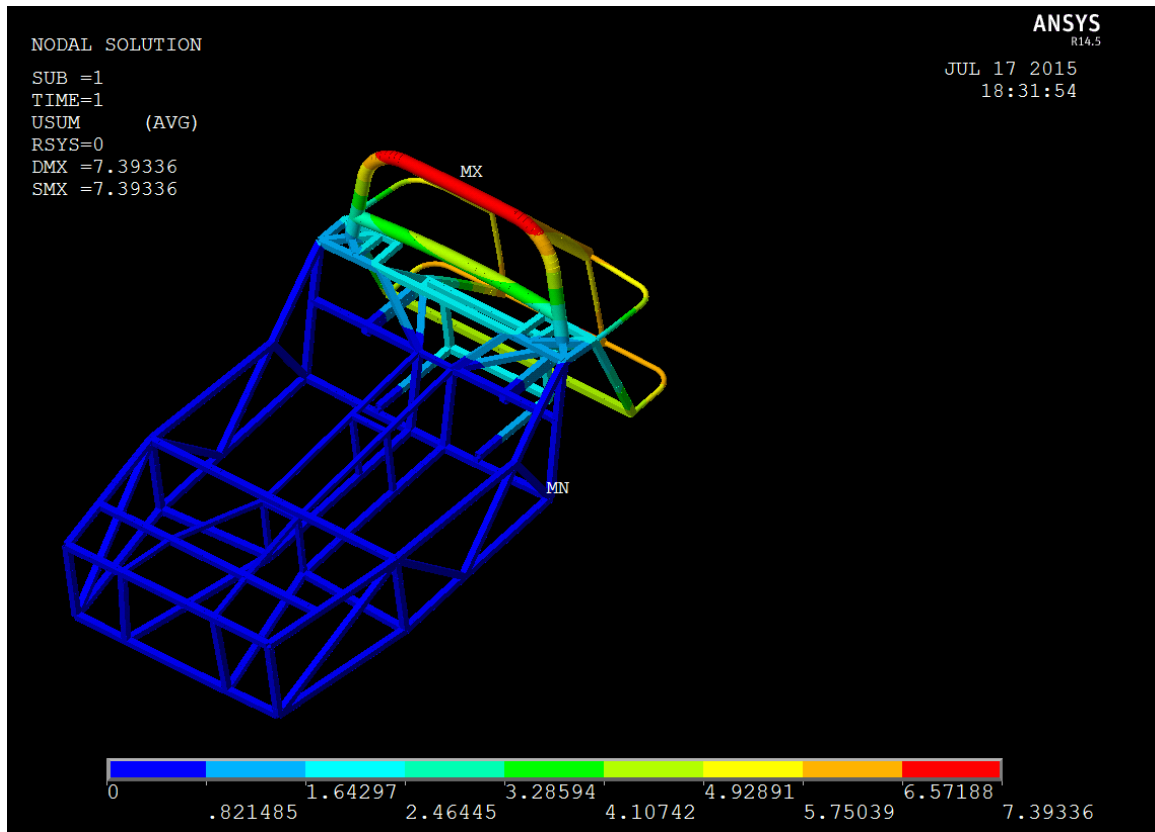 ANSYS
R14.5
NODAL SOLUTION
JUL 17 2015
18:31:54
SUB =1
TIME=1
USUM (AVG)
RSYS=0
DMX =7.39336
SMX =7.39336
MX
MN
0 1.64297 3.28594 4.92891 6.57188
.821485 2.46445 4.10742 5.75039 7.39336